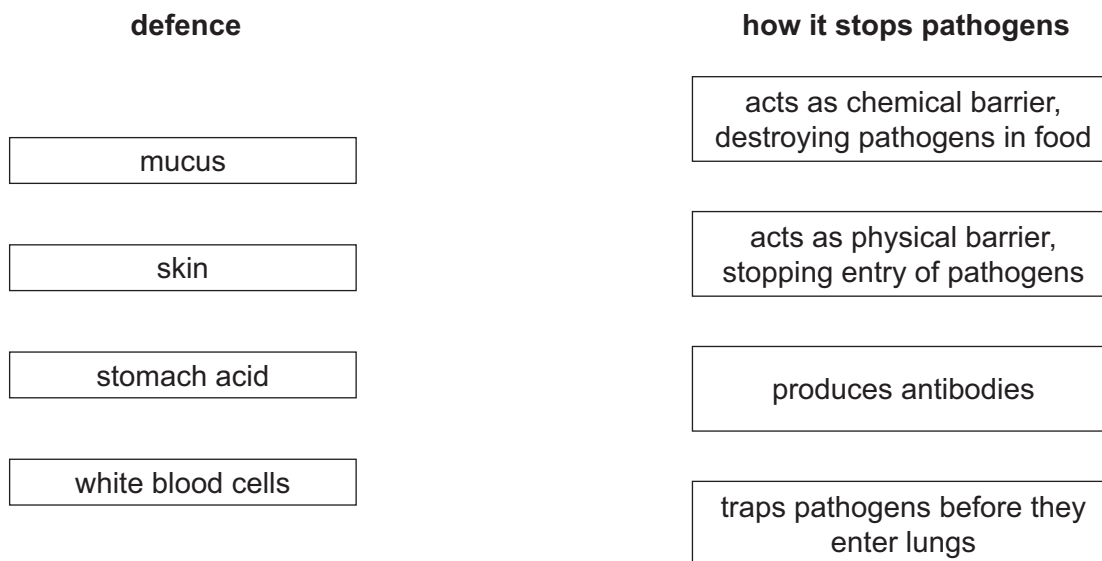 defence
how it stops pathogens
mucus
skin
stomach acid
white blood cells
acts as chemical barrier,
destroying pathogens in food
acts as physical barrier,
stopping entry of pathogens
produces antibodies
traps pathogens before they
enter lungs